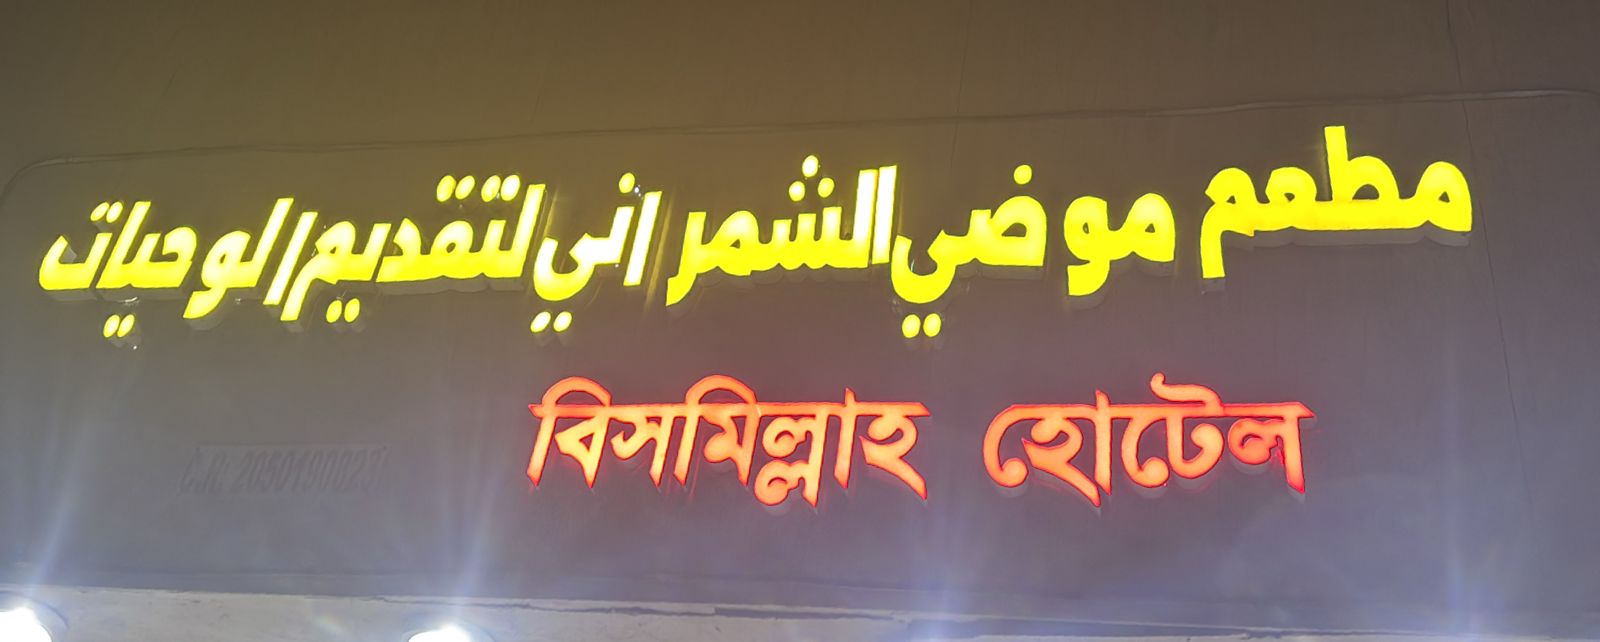 مطعم موضي الشمراني لتقديم الوجبات
বিসমিল্লাহ হোটেল